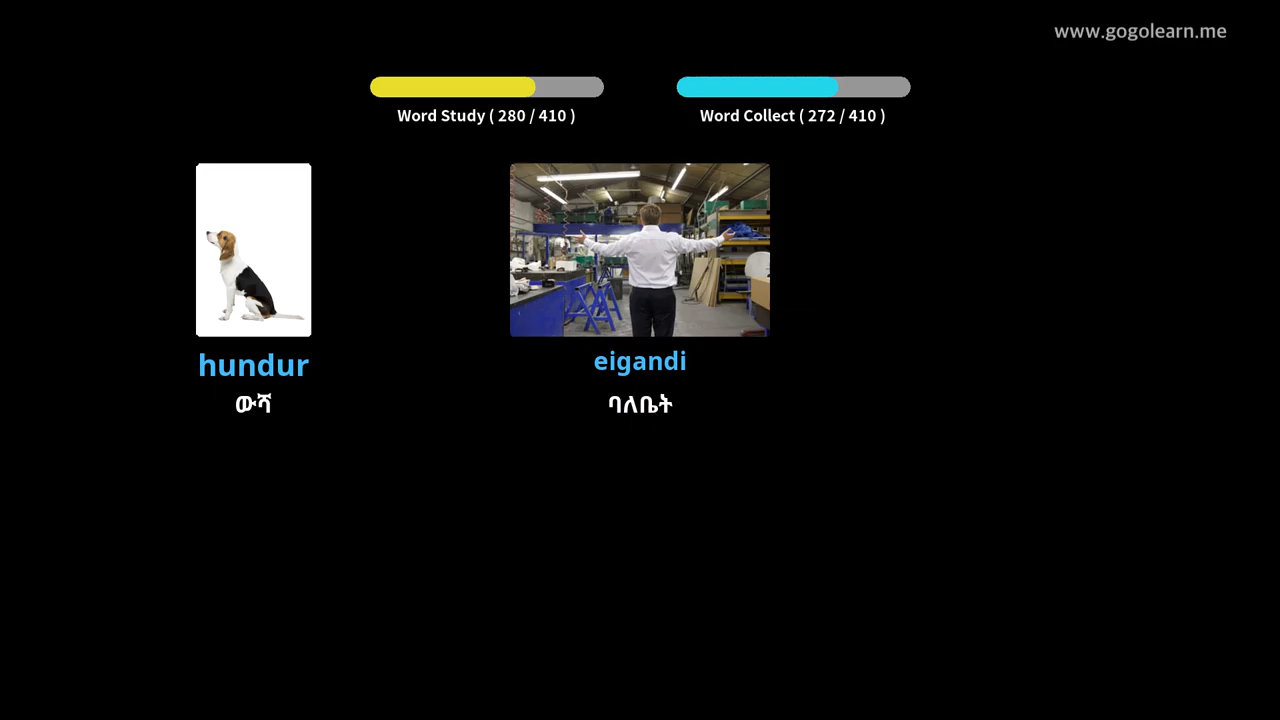 www.gogolearn.me
Word Study ( 280 / 410 )
Word Collect ( 272 / 410 )
hundur
eigandi
ውሻ
ባለቤት